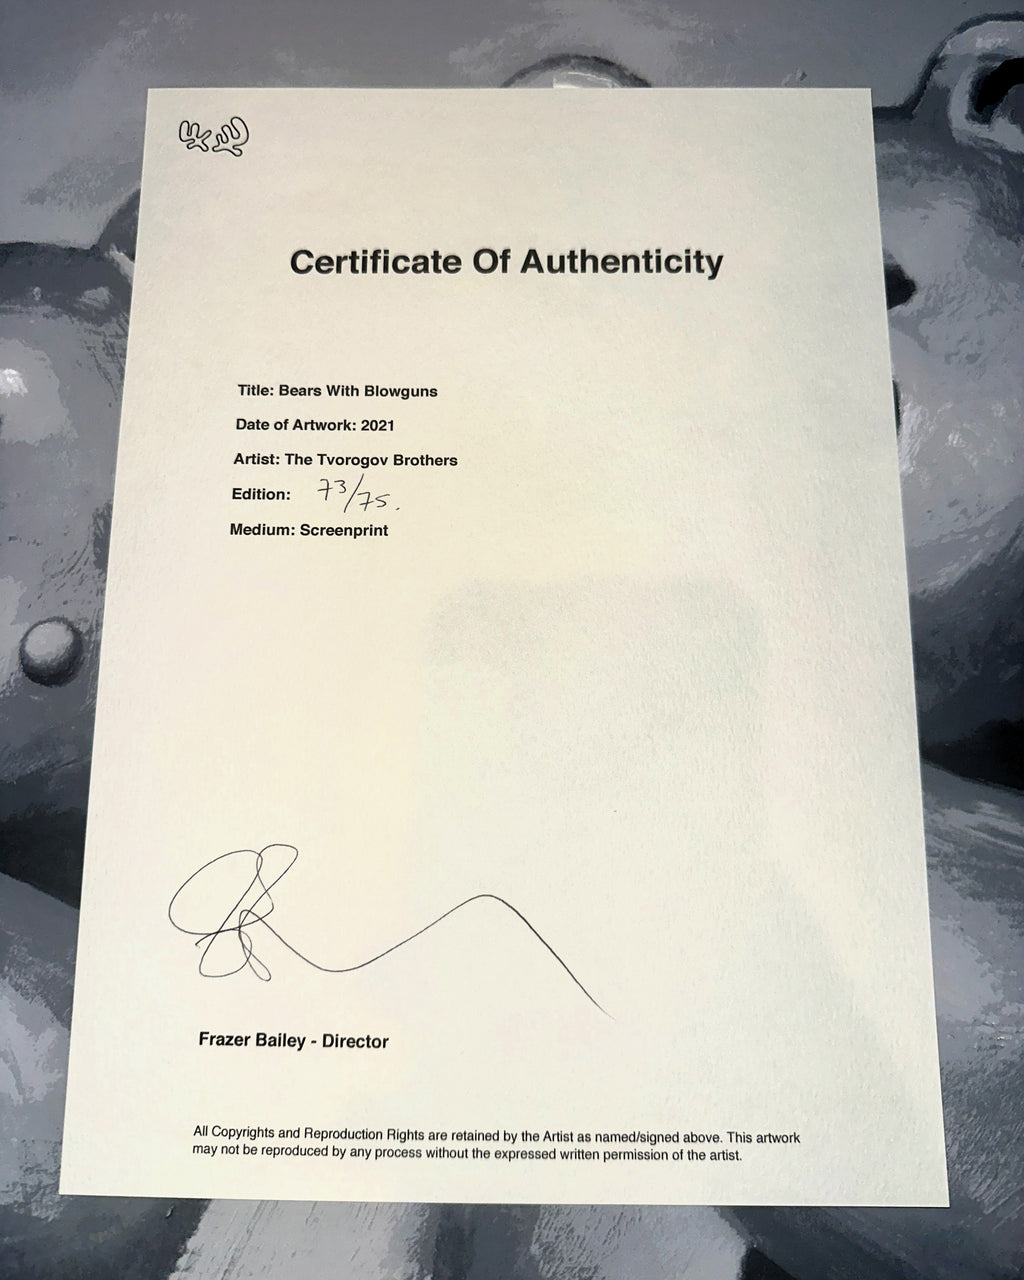 Certificate Of Authenticity
Title: Bears With Blowguns
Date of Artwork: 2021
Artist: The Tvorogov Brothers
Edition: 73/75.
Medium: Screenprint
Frazer Bailey - Director
All Copyrights and Reproduction Rights are retained by the Artist as named/signed above. This artwork
may not be reproduced by any process without the expressed written permission of the artist.